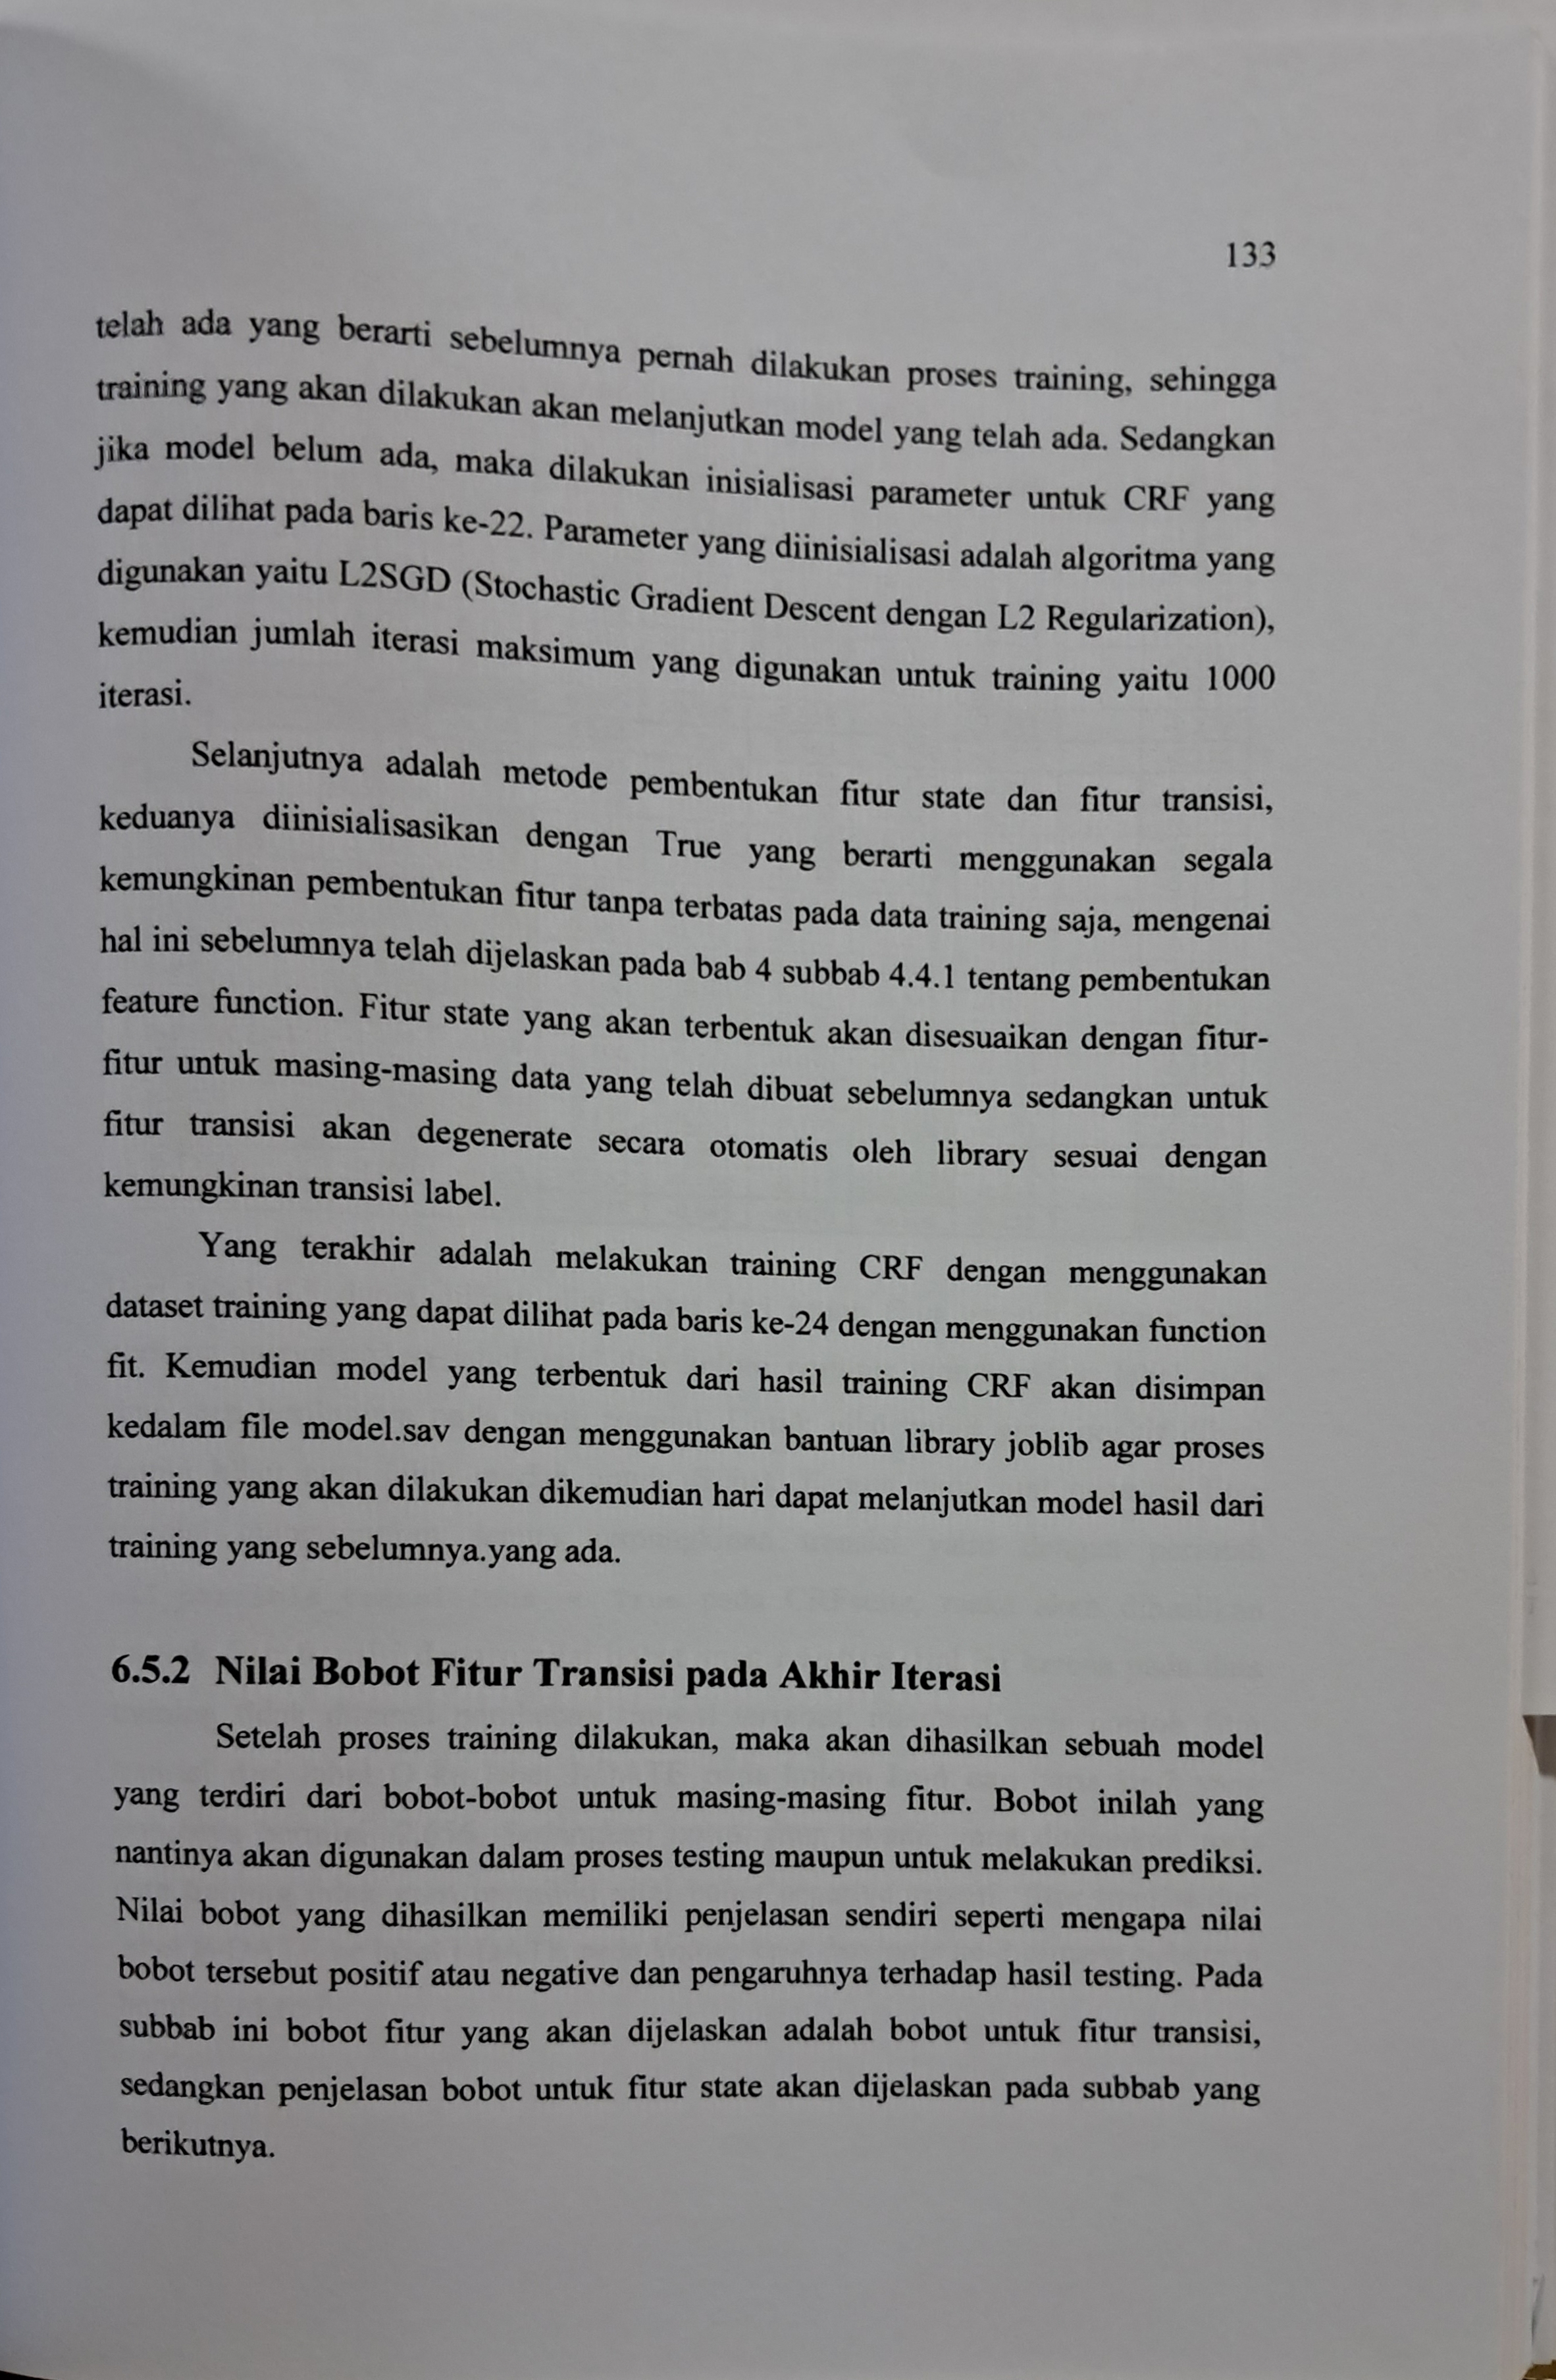 133
telah ada yang berarti sebelumnya pernah dilakukan proses training, sehingga
training yang akan dilakukan akan melanjutkan model yang telah ada. Sedangkan
jika model belum ada, maka dilakukan inisialisasi parameter untuk CRF yang
dapat dilihat pada baris ke-22. Parameter yang diinisialisasi adalah algoritma yang
digunakan yaitu L2SGD (Stochastic Gradient Descent dengan L2 Regularization),
kemudian jumlah iterasi maksimum yang digunakan untuk training yaitu 1000
iterasi.
Selanjutnya adalah metode pembentukan fitur state dan fitur transisi,
keduanya diinisialisasikan dengan True yang berarti menggunakan segala
kemungkinan pembentukan fitur tanpa terbatas pada data training saja, mengenai
hal ini sebelumnya telah dijelaskan pada bab 4 subbab 4.4.1 tentang pembentukan
feature function. Fitur state yang akan terbentuk akan disesuaikan dengan fitur-
fitur untuk masing-masing data yang telah dibuat sebelumnya sedangkan untuk
fitur transisi akan degenerate secara otomatis oleh library sesuai dengan
kemungkinan transisi label.
Yang terakhir adalah melakukan training CRF dengan menggunakan
dataset training yang dapat dilihat pada baris ke-24 dengan menggunakan function
fit. Kemudian model yang terbentuk dari hasil training CRF akan disimpan
kedalam file model.sav dengan menggunakan bantuan library joblib agar proses
training yang akan dilakukan dikemudian hari dapat melanjutkan model hasil dari
training yang sebelumnya.yang ada.
6.5.2 Nilai Bobot Fitur Transisi pada Akhir Iterasi
Setelah proses training dilakukan, maka akan dihasilkan sebuah model
yang terdiri dari bobot-bobot untuk masing-masing fitur. Bobot inilah yang
nantinya akan digunakan dalam proses testing maupun untuk melakukan prediksi.
Nilai bobot yang dihasilkan memiliki penjelasan sendiri seperti mengapa nilai
bobot tersebut positif atau negative dan pengaruhnya terhadap hasil testing. Pada
subbab ini bobot fitur yang akan dijelaskan adalah bobot untuk fitur transisi,
sedangkan penjelasan bobot untuk fitur state akan dijelaskan pada subbab yang
berikutnya.